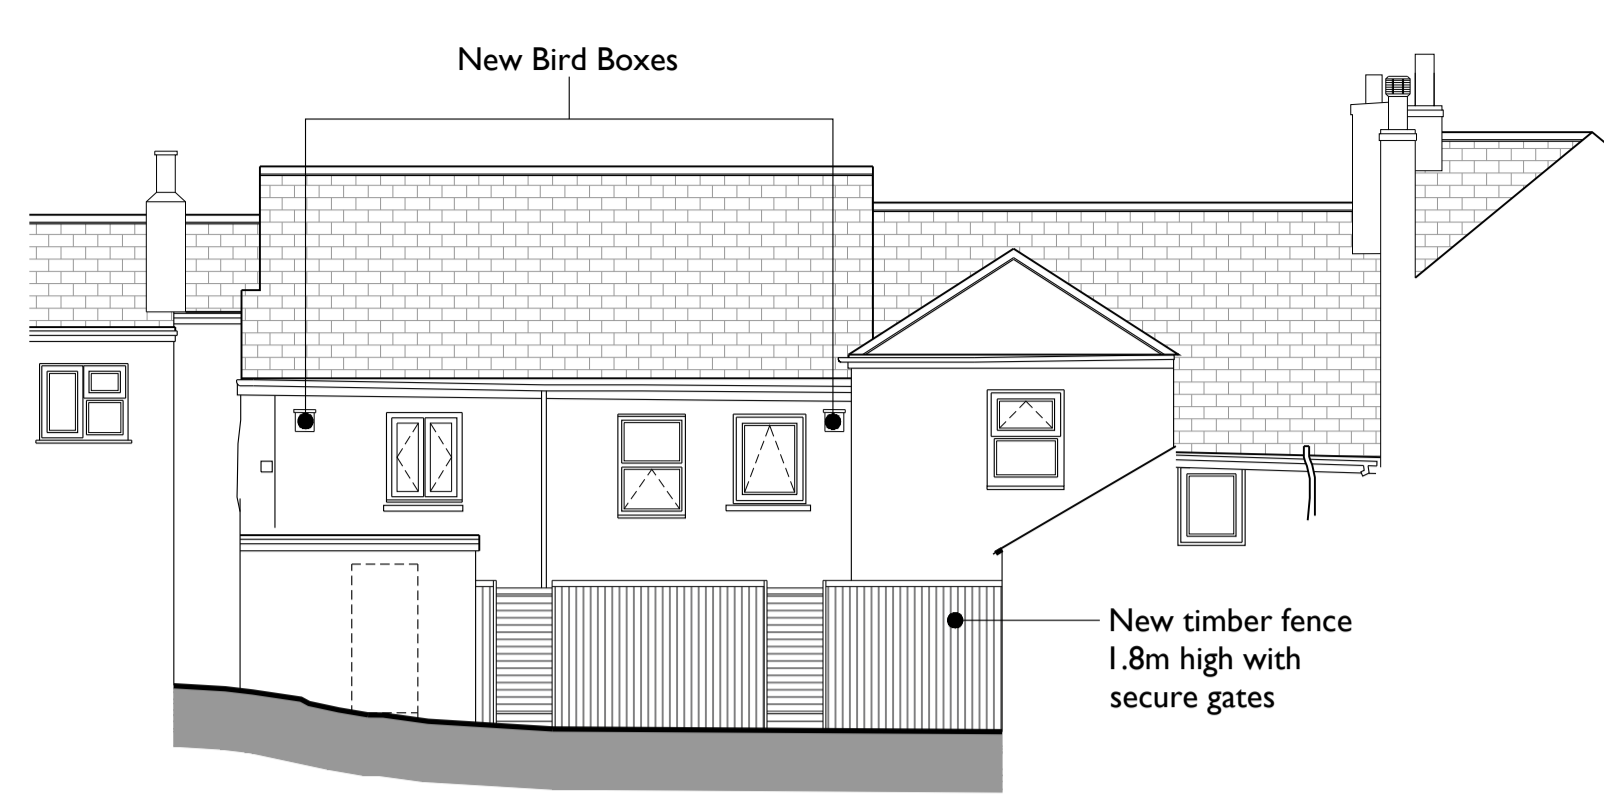 New Bird Boxes
New timber fence
1.8m high with
secure gates